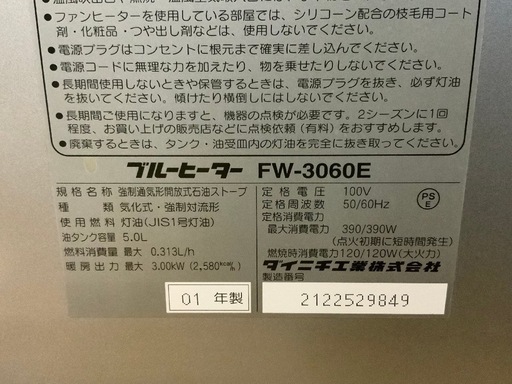 ●ファンヒーターを使用している部屋では、シリコーン配合の枝毛用コート
剤・化粧品・つや出し剤などは、使用しないでください。
●電源プラグはコンセントに根元まで確実に差し込んでください。
●電源コードに無理な力を加えたり、物を乗せたりしないでください。
●長期間使用しないときや保管するときは、電源プラグを抜き、必ず灯油
を抜いてください。傾けたり横倒しにはしないでください。
●長期間ご使用になりますと、機器の点検が必要です。2シーズンに1回
程度、お買い上げの販売店などに点検依頼（有料）をおすすめします。
●廃棄するときは、タンク・油受皿内の灯油を完全に抜き取ってください。
ブルーヒーター FW-3060E
規格名称 強制通気形開放式石油ストーブ
種類 気化式・強制対流形
使用燃料 灯油(JIS1号灯油)
油タンク容量 5.0L
燃料消費量 最大 0.313L/h
暖房出力 最大 3.00kW(2,580kcal/h)
定格電圧 100V
定格周波数 50/60Hz
定格消費電力
最大消費電力 390/390W
(点火初期に短時間発生)
燃焼時消費電力120/120W(大火力)
PS
E
ダイニチ工業株式会社
製造番号
01 年製
2122529849